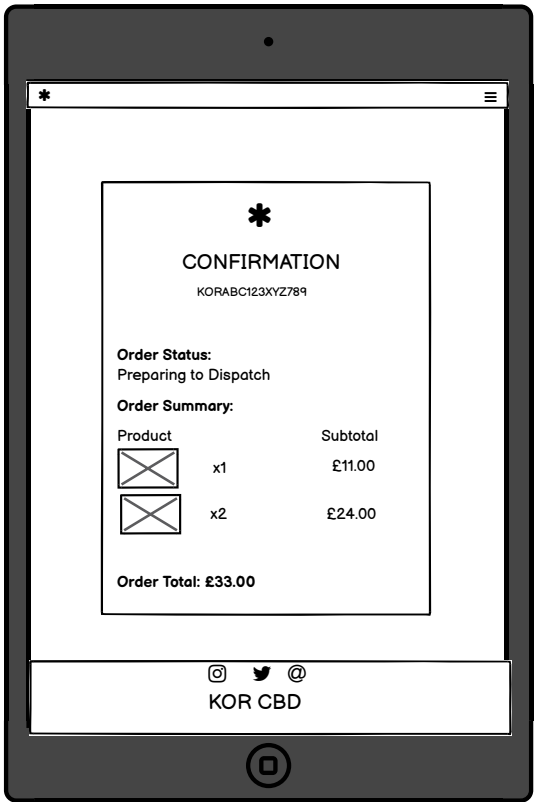 CONFIRMATION
KORABC123XYZ789
Order Status:
Preparing to Dispatch
Order Summary:
Product Subtotal
x1 £11.00
x2 £24.00
Order Total: £33.00
@
KOR CBD